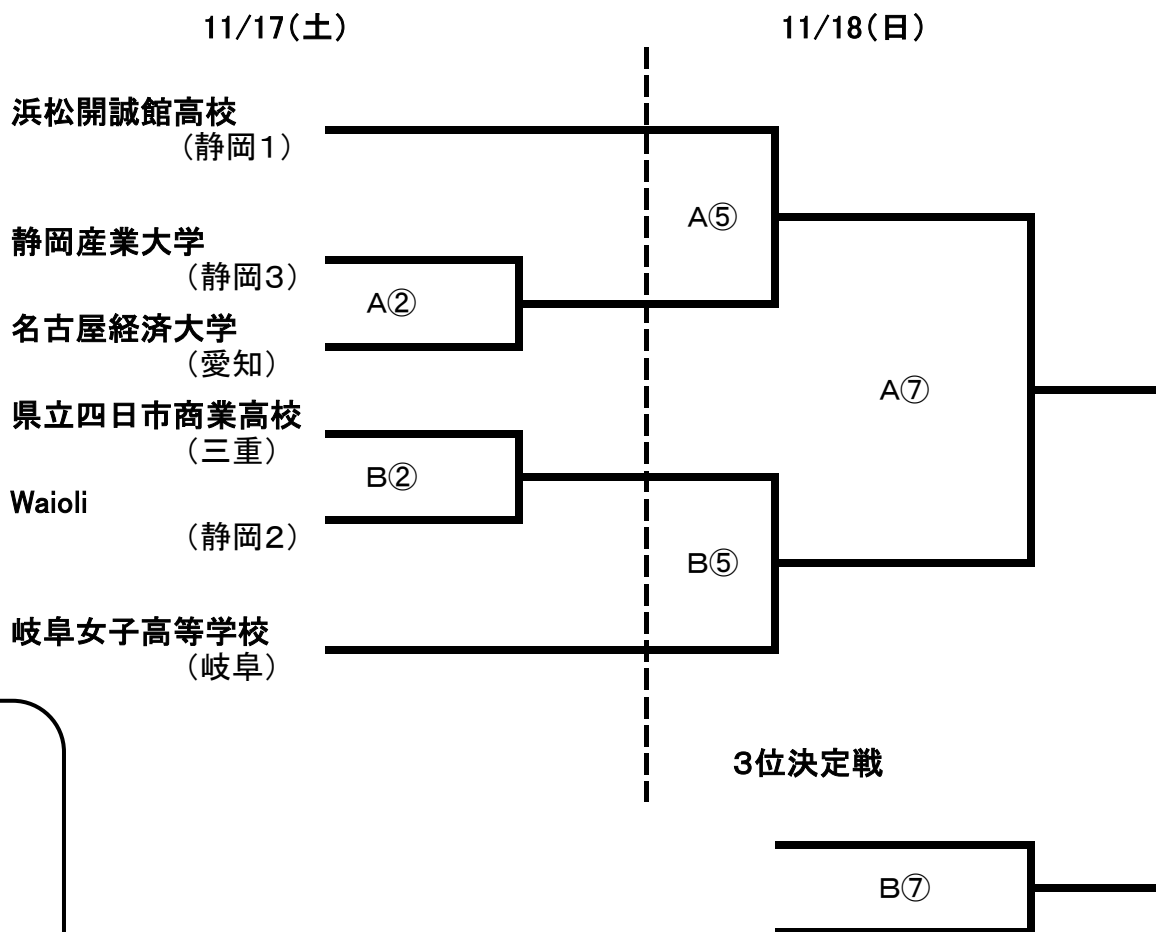 11/17(土)
11/18(日)
浜松開誠館高校
(静岡1)
A⑤
静岡産業大学
(静岡3)
A②
名古屋経済大学
(愛知)
A⑦
県立四日市商業高校
(三重)
B②
Waioli
(静岡2)
B⑤
岐阜女子高等学校
(岐阜)
3位決定戦
B⑦